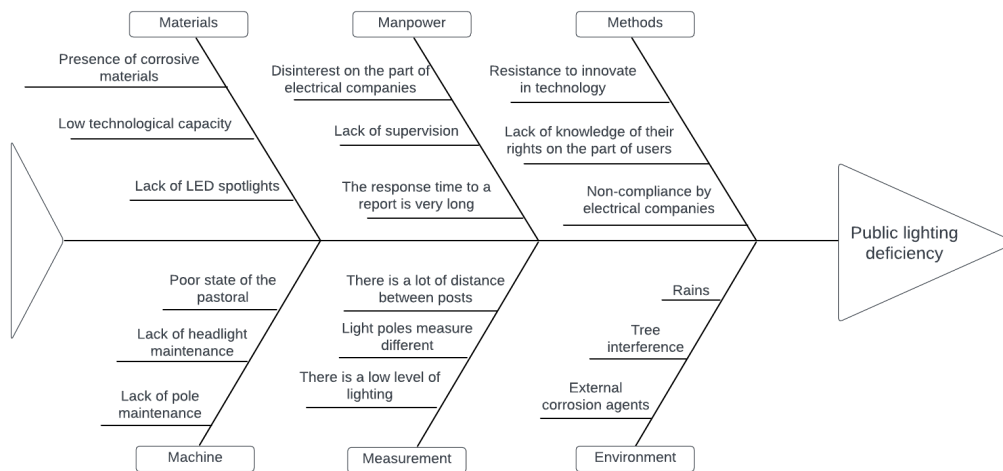 Materials
Manpower
Methods
Presence of corrosive
materials
Low technological capacity
Lack of LED spotlights
Disinterest on the part of
electrical companies
Lack of supervision
The response time to a
report is very long
Resistance to innovate
in technology
Lack of knowledge of their
rights on the part of users
Non-compliance by
electrical companies
Public lighting
deficiency
Poor state of the
pastoral
Lack of headlight
maintenance
Lack of pole
maintenance
There is a lot of distance
between posts
Light poles measure
different
There is a low level of
lighting
Rains
Tree
interference
External
corrosion agents
Machine
Measurement
Environment